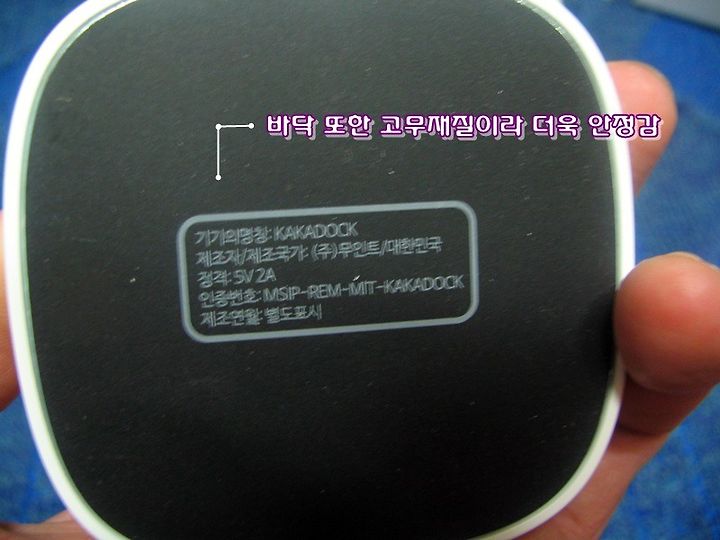 바닥 또한 고무재질이라 더욱 안정감
기기의명칭: KAKADOCK
제조자/제조국가: (주)무인트/대한민국
정격: 5V 2A
인증번호: MSIP-REM-MIT-KAKADOCK
제조연월: 별도표시